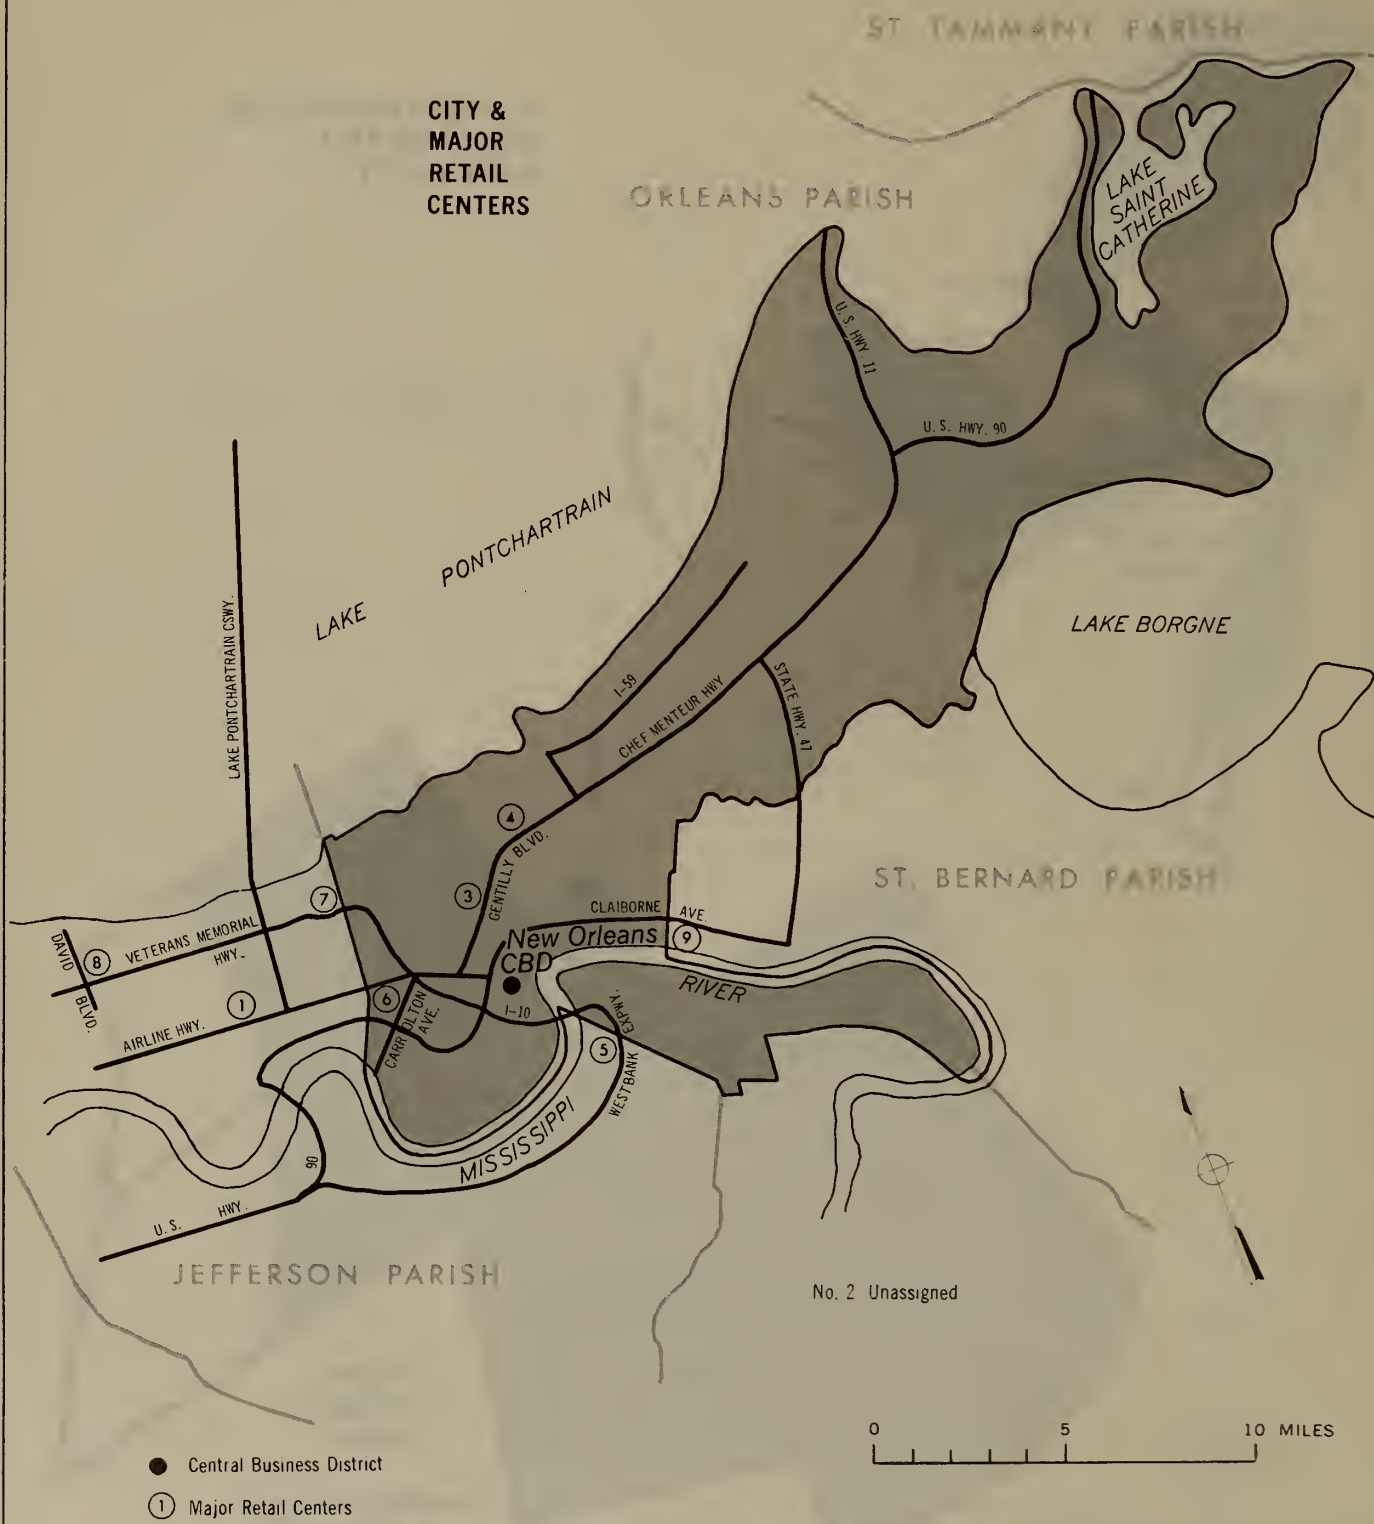 ST. TAMMANY PARISH
CITY &
MAJOR
RETAIL
CENTERS
ORLEANS PARISH
LAKE
SAINT
CATHERINE
U.S. HWY. 11
U.S. HWY. 90
LAKE PONTCHARTRAIN
LAKE PONTCHARTRAIN CSWY.
LAKE BORGNE
I-59
CHEF MENTEUR HWY
STATE HWY. 47
4
GENTILLY BLVD.
3
7
ST. BERNARD PARISH
CLAIBORNE AVE.
9
New Orleans
CBD
DAVID BLVD.
8
VETERANS MEMORIAL
HWY.
1
6
AIRLINE HWY.
CARROLTON
AVE.
I-10
5
WESTBANK EXPWY.
MISSISSIPPI RIVER
90
U.S. HWY.
JEFFERSON PARISH
No. 2 Unassigned
0 5 10 MILES
Central Business District
1 Major Retail Centers